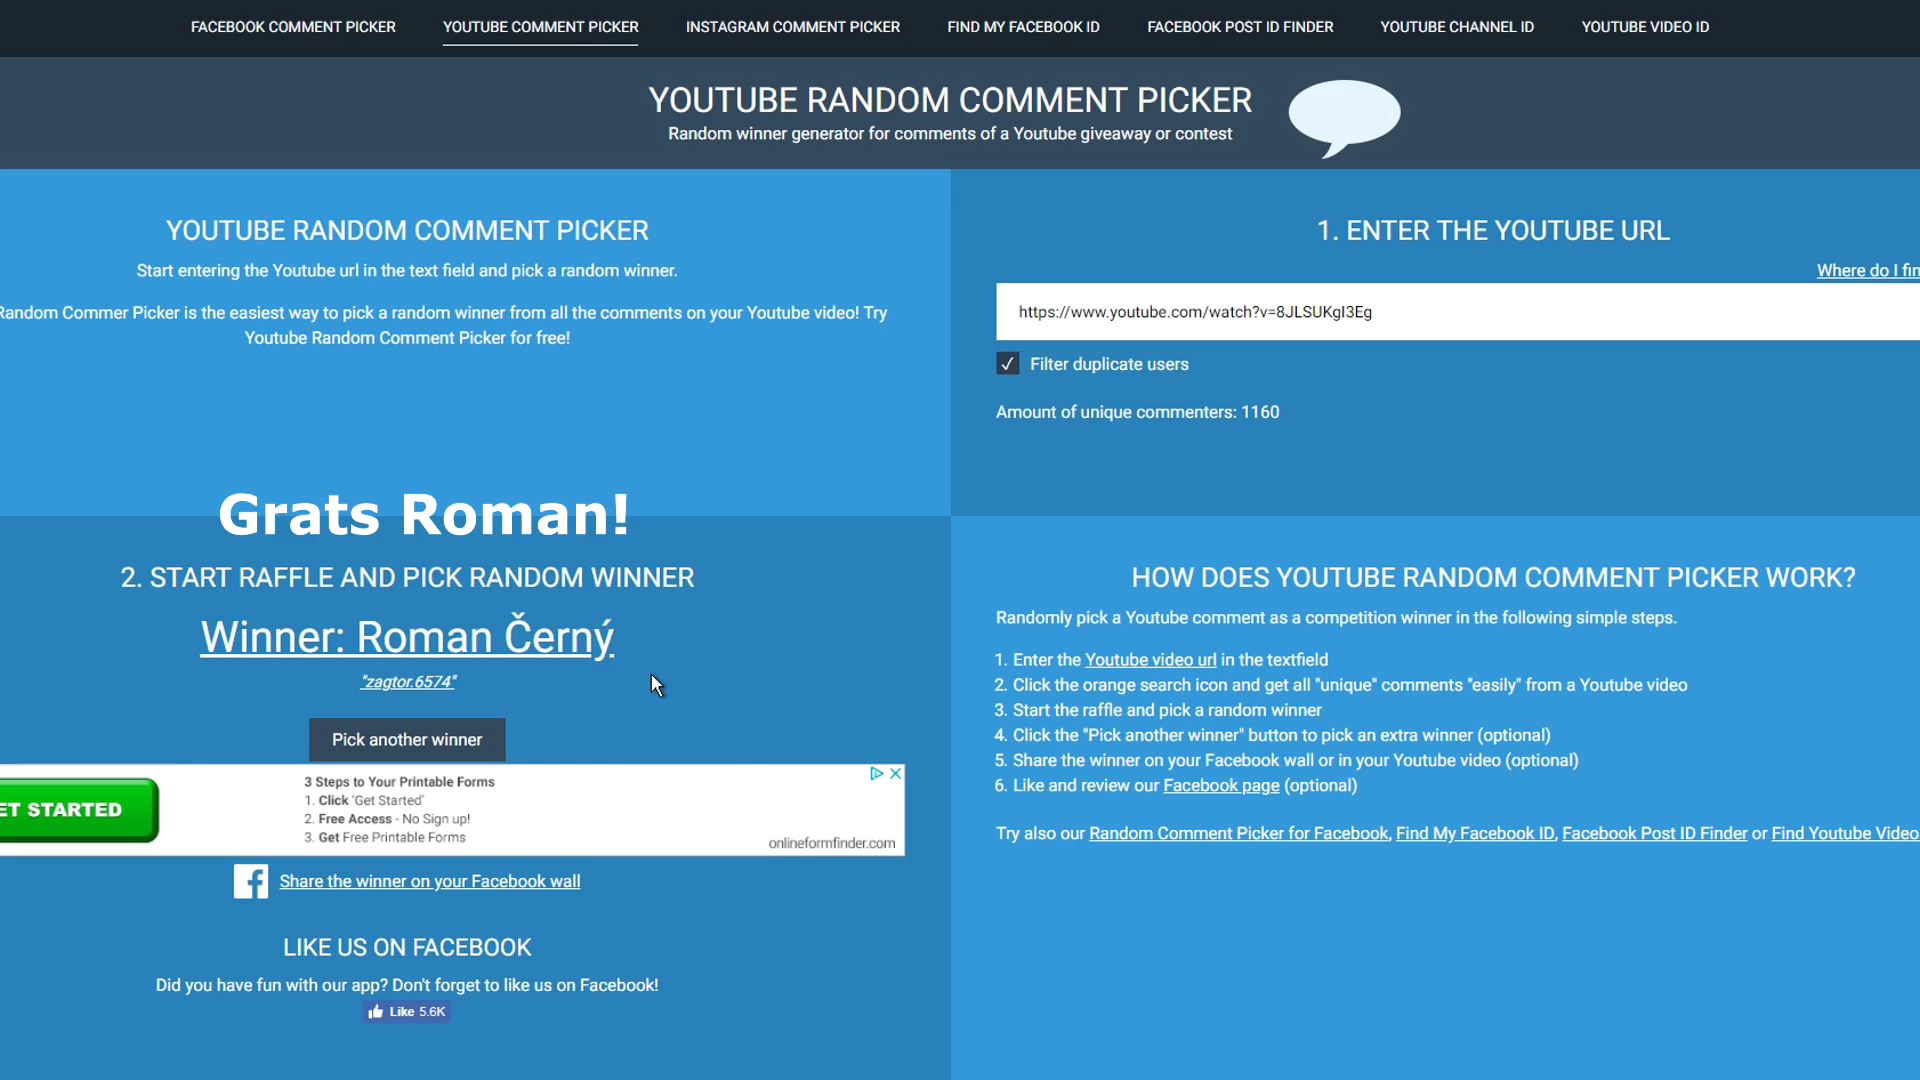 FACEBOOK COMMENT PICKER
YOUTUBE COMMENT PICKER
INSTAGRAM COMMENT PICKER
FIND MY FACEBOOK ID
FACEBOOK POST ID FINDER
YOUTUBE CHANNEL ID
YOUTUBE VIDEO ID
YOUTUBE RANDOM COMMENT PICKER
Random winner generator for comments of a Youtube giveaway or contest
YOUTUBE RANDOM COMMENT PICKER
Start entering the Youtube url in the text field and pick a random winner.
Random Commer Picker is the easiest way to pick a random winner from all the comments on your Youtube video! Try
Youtube Random Comment Picker for free!
1. ENTER THE YOUTUBE URL
Where do I fin
https://www.youtube.com/watch?v=8JLSUKgI3Eg
Filter duplicate users
Amount of unique commenters: 1160
Grats Roman!
2. START RAFFLE AND PICK RANDOM WINNER
Winner: Roman Černý
"zagtor.6574"
Pick another winner
ET STARTED
3 Steps to Your Printable Forms
1. Click 'Get Started'
2. Free Access - No Sign up!
3. Get Free Printable Forms
onlineformfinder.com
Share the winner on your Facebook wall
LIKE US ON FACEBOOK
Did you have fun with our app? Don't forget to like us on Facebook!
Like 5.6K
HOW DOES YOUTUBE RANDOM COMMENT PICKER WORK?
Randomly pick a Youtube comment as a competition winner in the following simple steps.
1. Enter the Youtube video url in the textfield
2. Click the orange search icon and get all "unique" comments "easily" from a Youtube video
3. Start the raffle and pick a random winner
4. Click the "Pick another winner" button to pick an extra winner (optional)
5. Share the winner on your Facebook wall or in your Youtube video (optional)
6. Like and review our Facebook page (optional)
Try also our Random Comment Picker for Facebook, Find My Facebook ID, Facebook Post ID Finder or Find Youtube Video